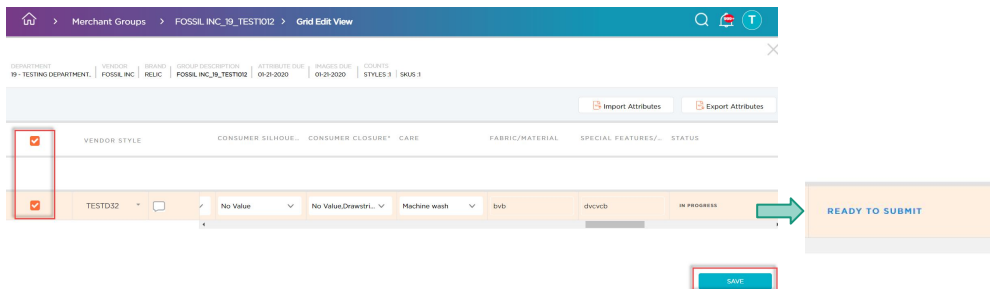 > Merchant Groups > FOSSIL INC_19_TEST1012 > Grid Edit View T
DEPARTMENT VENDOR BRAND GROUP DESCRIPTION ATTRIBUTE DUE IMAGES DUE COUNTS
19 - TESTING DEPARTMENT, FOSSIL INC RELIC FOSSIL INC_19_TEST1012 01-21-2020 01-21-2020 STYLES :1 SKUS :1
Import Attributes Export Attributes
VENDOR STYLE CONSUMER SILHOUE... CONSUMER CLOSURE* CARE FABRIC/MATERIAL SPECIAL FEATURES/... STATUS
TESTD32 No Value No Value,Drawstri... Machine wash bvb dvcvcb IN PROGRESS
READY TO SUBMIT
SAVE